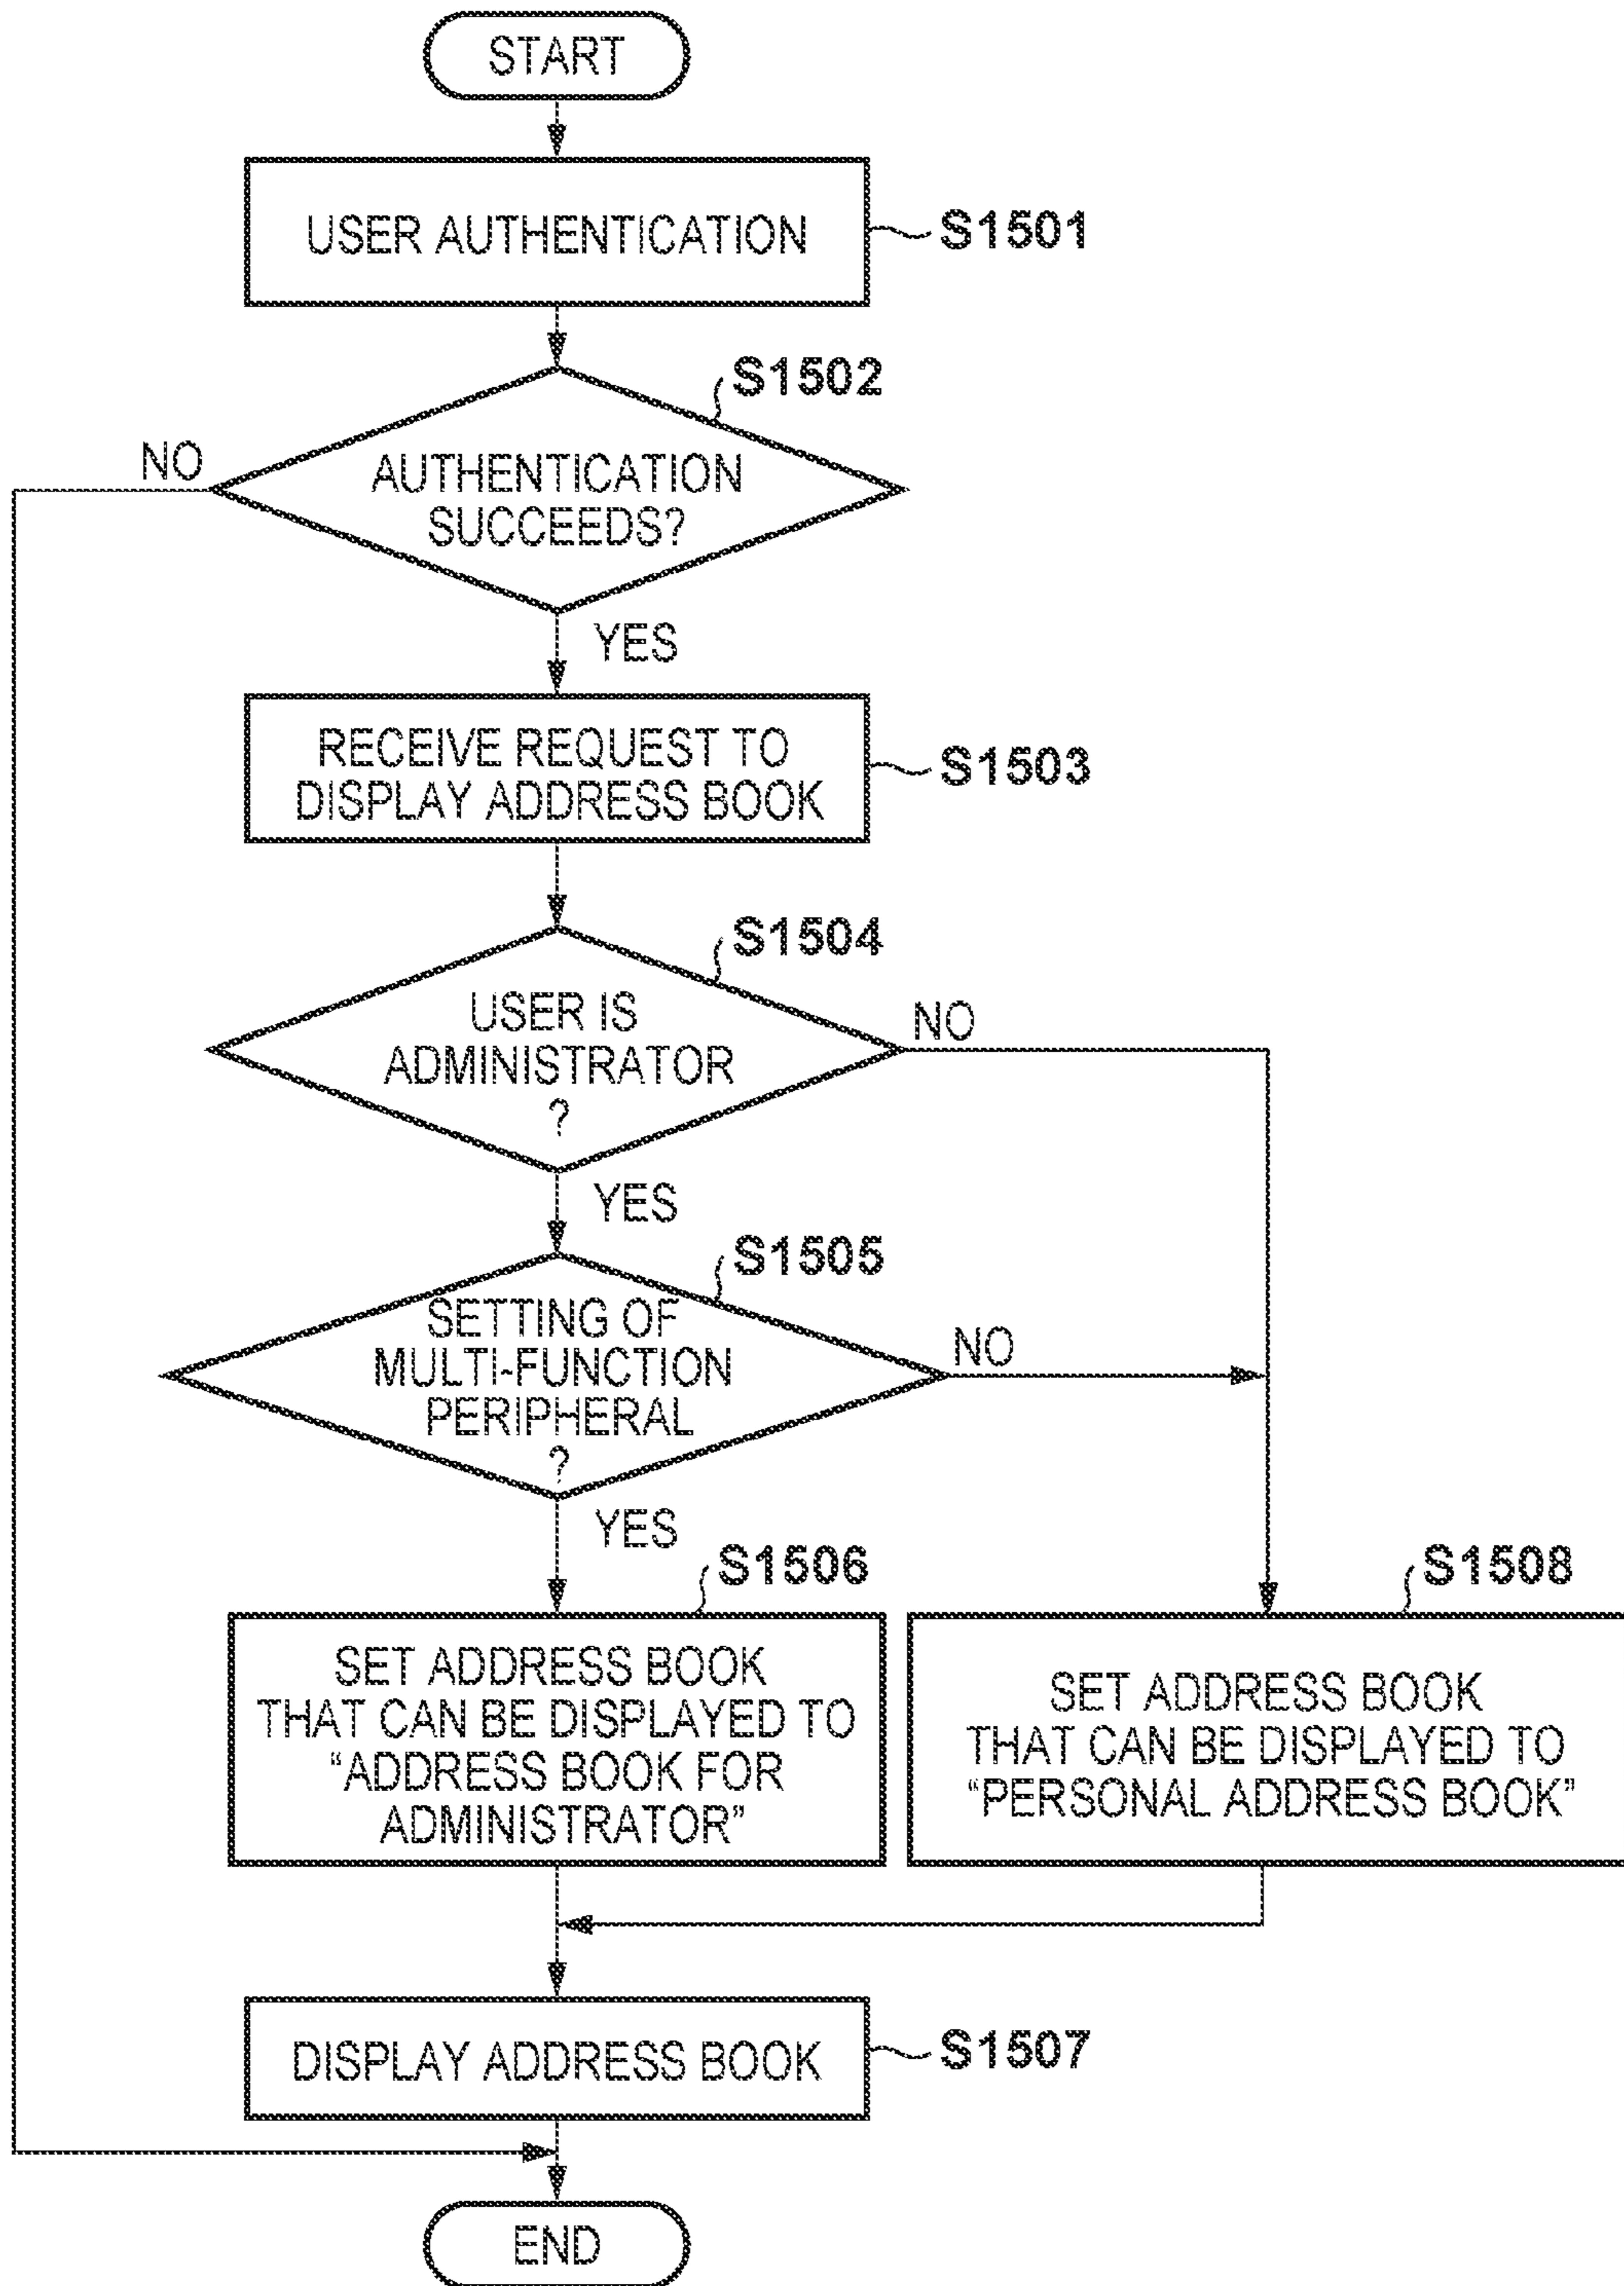 START
USER AUTHENTICATION
S1501
S1502
NO
AUTHENTICATION
SUCCEEDS?
YES
RECEIVE REQUEST TO
DISPLAY ADDRESS BOOK
S1503
S1504
USER IS
ADMINISTRATOR
?
NO
YES
S1505
SETTING OF
MULTI-FUNCTION
PERIPHERAL
?
NO
YES
S1506
SET ADDRESS BOOK
THAT CAN BE DISPLAYED TO
“ADDRESS BOOK FOR
ADMINISTRATOR”
S1508
SET ADDRESS BOOK
THAT CAN BE DISPLAYED TO
“PERSONAL ADDRESS BOOK”
DISPLAY ADDRESS BOOK
S1507
END